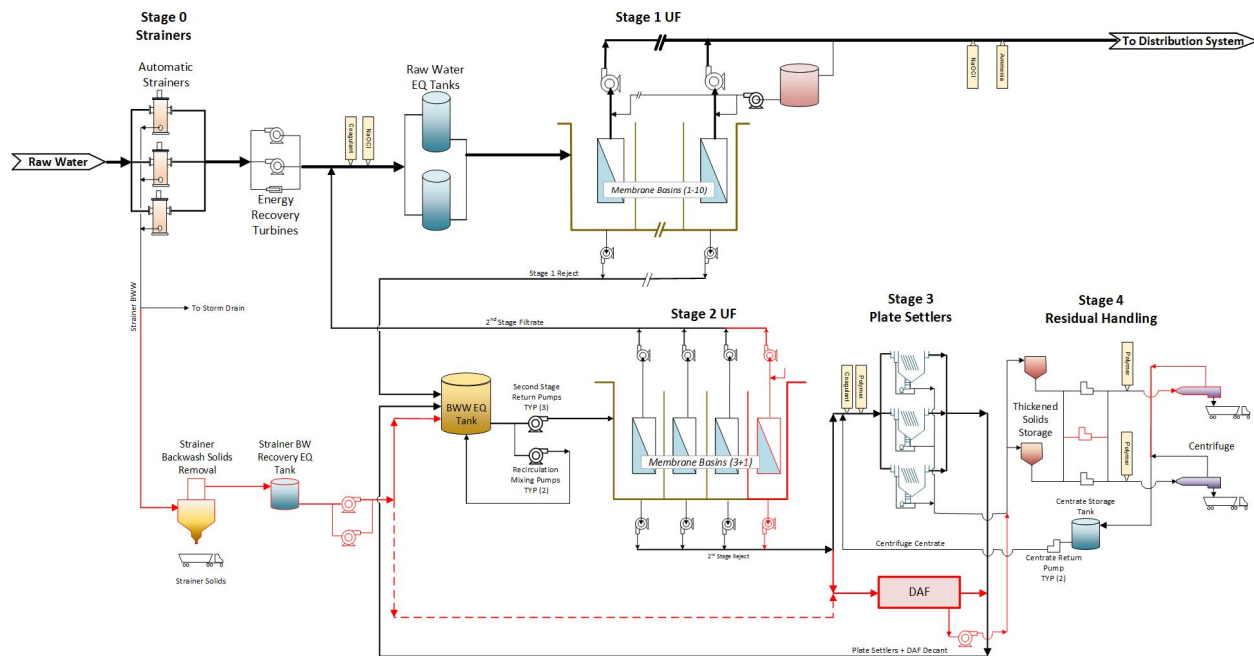 Stage 0
Strainers
Automatic
Strainers
Raw Water
Energy
Recovery
Turbines
Coagulant
NaOCl
Raw Water
EQ Tanks
Stage 1 UF
Membrane Basins (1-10)
NaOCl
Ammonia
To Distribution System
Stage 1 Reject
Strainer BWW
To Storm Drain
2nd Stage Filtrate
Stage 2 UF
BWW EQ
Tank
Second Stage
Return Pumps
TYP (3)
Recirculation
Mixing Pumps
TYP (2)
Membrane Basins (3+1)
2nd Stage Reject
Strainer
Backwash Solids
Removal
Strainer BW
Recovery EQ
Tank
Strainer Solids
Stage 3
Plate Settlers
Coagulant
Polymer
Centrifuge Centrate
DAF
Plate Settlers + DAF Decant
Stage 4
Residual Handling
Thickened
Solids
Storage
Polymer
Polymer
Centrifuge
Centrate Storage
Tank
Centrate Return
Pump
TYP (2)